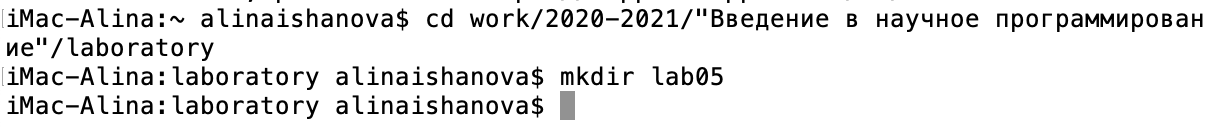 iMac-Alina:~ alinaishanova$ cd work/2020-2021/"Введение в научное программирован
ие"/laboratory
iMac-Alina:laboratory alinaishanova$ mkdir lab05
iMac-Alina:laboratory alinaishanova$